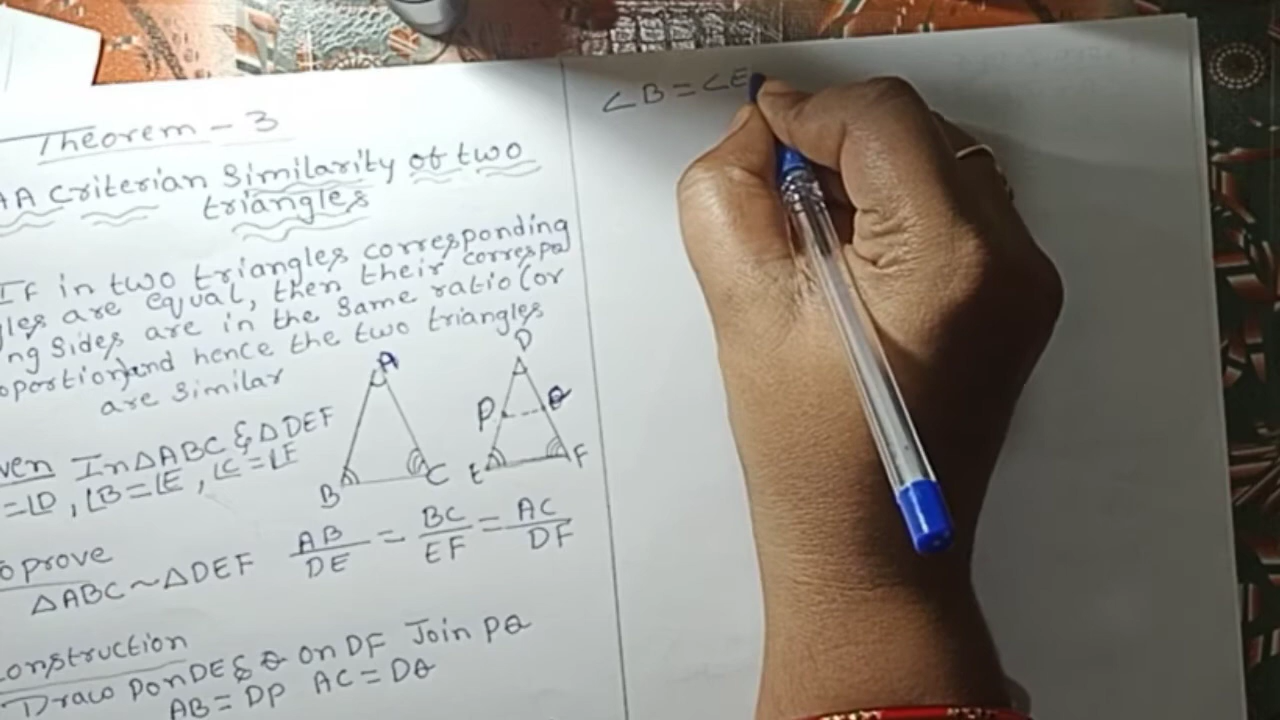 Theorem - 3
AA Criterian Similarity of two
triangles
IF in two triangles corresponding
gles are equal, then their correspo
ng sides are in the same ratio (or
oportion) and hence the two triangles
are similar
ven In △ABC & △DEF
=∠D, ∠B=∠E, ∠C=∠F
A
B
C
D
P
Q
E
F
o prove
△ABC ~ △DEF AB/DE = BC/EF = AC/DF
onstruction
Draw P on DE & Q on DF Join PQ
AB = DP AC = DQ
∠B = ∠E